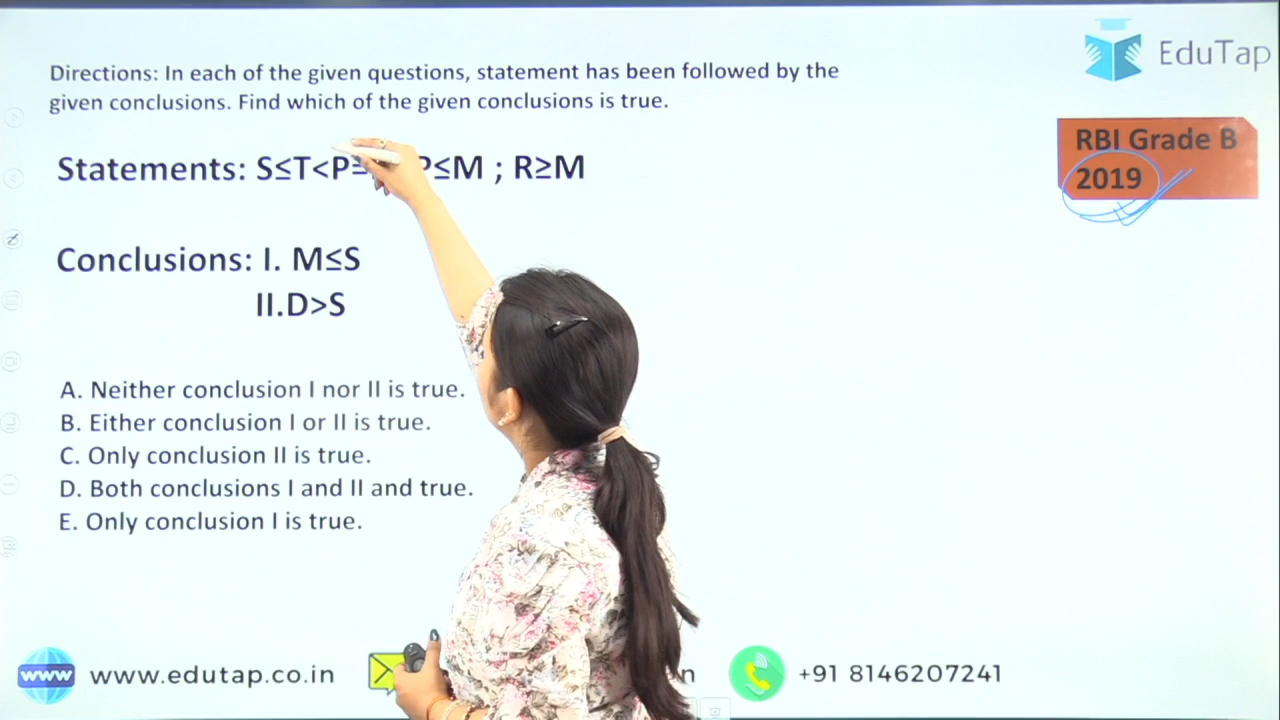 Directions: In each of the given questions, statement has been followed by the
given conclusions. Find which of the given conclusions is true.
EduTap
RBI Grade B
2019
Statements: S≤T<P P≤M ; R≥M
Conclusions: I. M≤S
II.D>S
A. Neither conclusion I nor II is true.
B. Either conclusion I or II is true.
C. Only conclusion II is true.
D. Both conclusions I and II and true.
E. Only conclusion I is true.
www
www.edutap.co.in
+91 8146207241